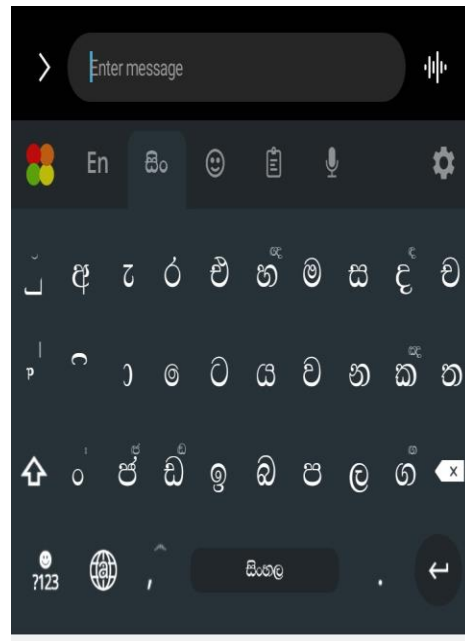 Enter message
En සිං
ු අ ැ ර එ හ ම ස ද ච
ා ෙ ට ය ව න ක ත
ං ජ් ඩ ඉ බ ප ල ග
?123 , සිංහල .